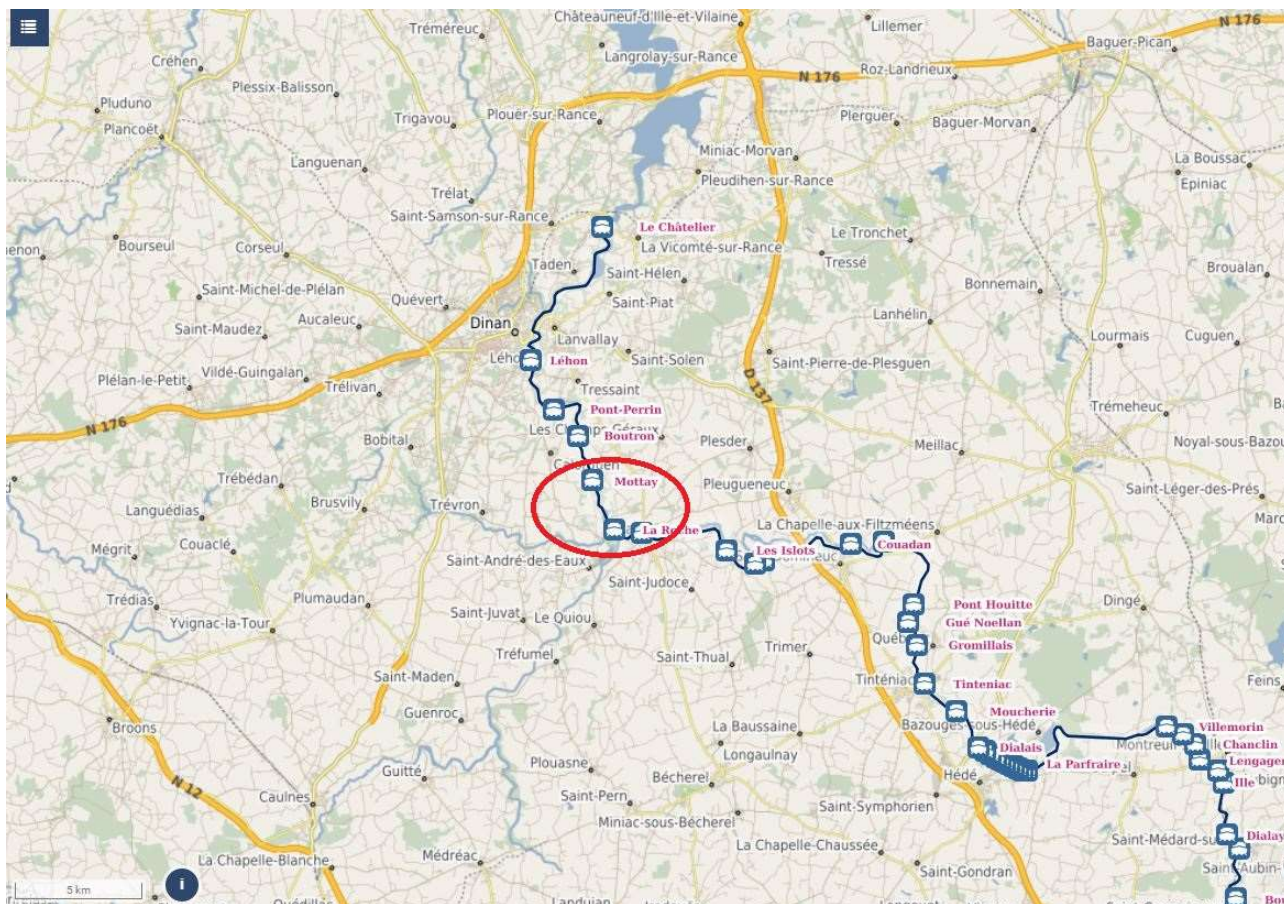 Châteauneuf-d'Ille-et-Vilaine
Lillemer
N 176
Tréméreuc
Baguer-Pican
Langrolay-sur-Rance
Créhen
N 176
Roz-Landrieux
Plessix-Balisson
Pluduno
Plouër-sur-Rance
Trigavou
Plerguer
Baguer-Morvan
Plancoët
Miniac-Morvan
Languenan
La Boussac
Pleudihen-sur-Rance
Epiniac
Trélat
Saint-Samson-sur-Rance
Le Châtelier
Le Tronchet
Bourseul
La Vicomté-sur-Rance
Corseul
Tressé
Taden
Saint-Hélen
Broualan
Bonnemain
Saint-Michel-de-Plélan
Quévert
Saint-Piat
Aucaleuc
Lanhélin
Saint-Maudez
Dinan
Lanvallay
Lourmais
Cuguen
Léhon
Saint-Solen
Saint-Pierre-de-Plesguen
Vildé-Guingalan
Plélan-le-Petit
Trélivan
Tressaint
D 137
Pont-Perrin
Trémeheuc
N 176
Boutron
Plesder
Bobital
Meillac
Trébédan
Mottay
Pleugueneuc
Brusvily
Saint-Léger-des-Prés
Languédias
Trévron
La Roche
La Chapelle-aux-Filtzméens
Couaclé
Couadan
Mégrit
Les Islots
Saint-André-des-Eaux
Saint-Judoce
Trédias
Plumaudan
Pont Houitte
Dingé
Saint-Juvat
Le Quiou
Gué Noellan
Yvignac-la-Tour
Gromillais
Trimer
Tréfumel
Saint-Thual
Saint-Maden
Tinténiac
Tinteniac
Feins
Guenroc
Moucherie
La Baussaine
Bazouges-sous-Hédé
Villemorin
Broons
Chanclin
Longaulnay
Dialais
Plouasne
La Parfraire
Guitté
Bécherel
Hédé
Ille
N 12
Caulnes
Saint-Pern
Saint-Symphorien
Miniac-sous-Bécherel
La Chapelle-Chaussée
La Chapelle-Blanche
Médréac
Saint-Gondran
5 km
i